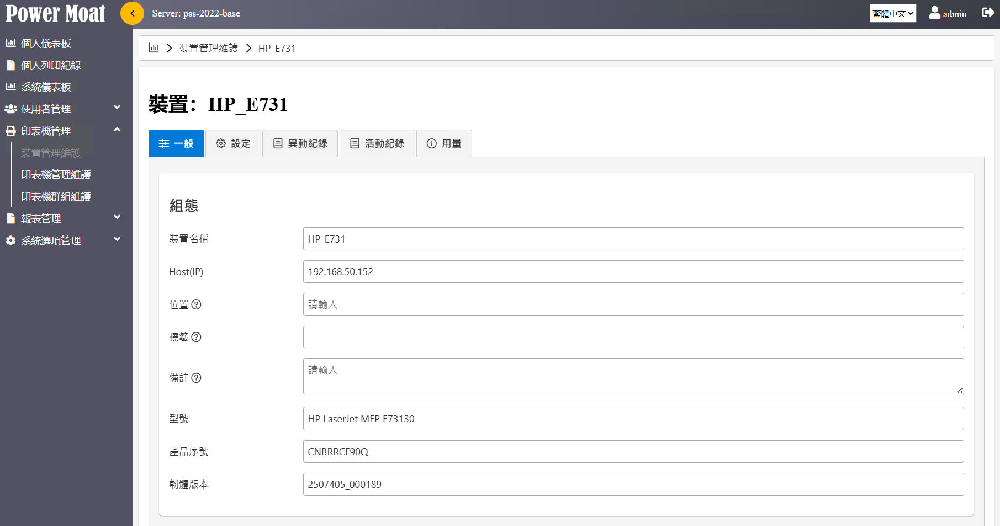 Power Moat
Server: pss-2022-base
繁體中文
admin
個人儀表板
個人列印紀錄
系統儀表板
使用者管理
印表機管理
裝置管理維護
印表機管理維護
印表機群組維護
報表管理
系統選項管理
裝置管理維護
HP_E731
裝置：HP_E731
一般
設定
異動紀錄
活動紀錄
用量
組態
裝置名稱
HP_E731
Host(IP)
192.168.50.152
位置
請輸入
標籤
備註
請輸入
型號
HP LaserJet MFP E73130
產品序號
CNBRRCF90Q
韌體版本
2507405_000189